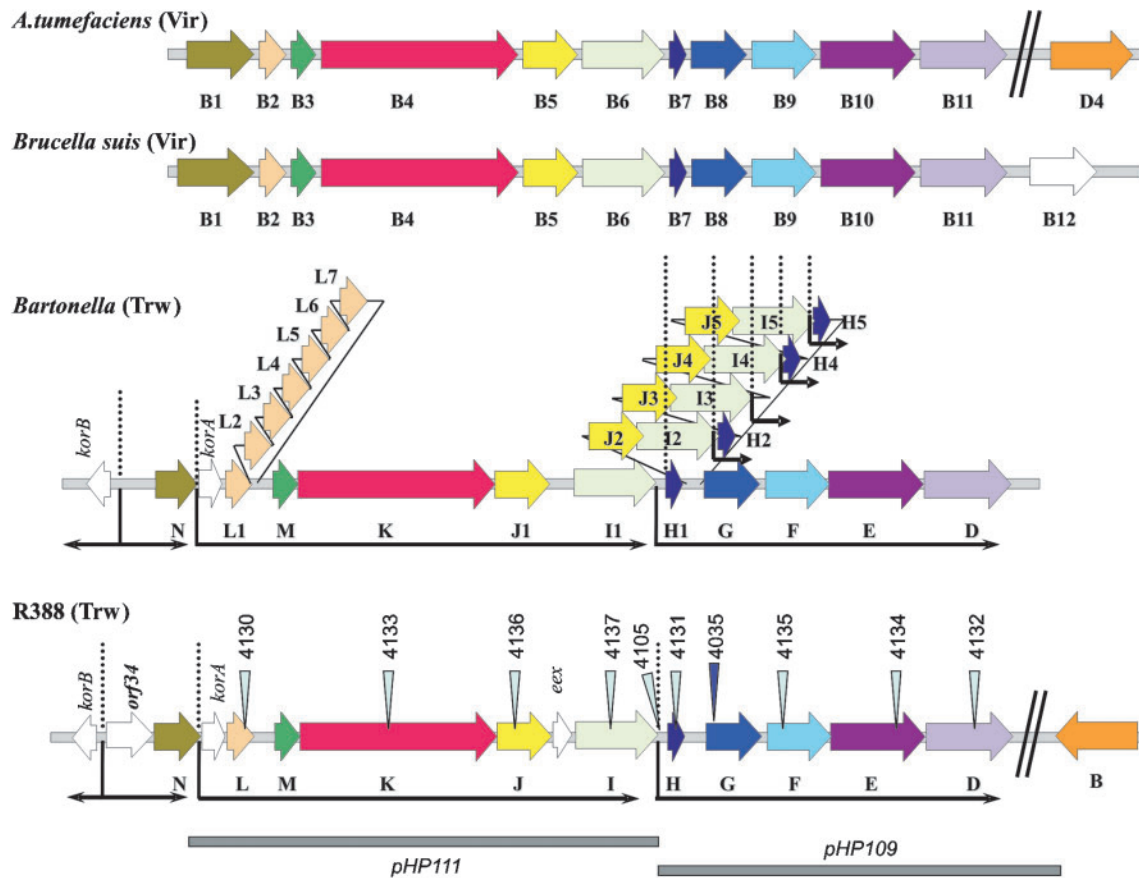 A.tumefaciens (Vir)
B1 B2 B3 B4 B5 B6 B7 B8 B9 B10 B11 D4
Brucella suis (Vir)
B1 B2 B3 B4 B5 B6 B7 B8 B9 B10 B11 B12
Bartonella (Trw)
L7
L6
L5
L4
L3
L2
J5 I5 H5
J4 I4 H4
J3 I3
J2 I2 H2
korB korA
N L1 M K J1 I1 H1 G F E D
R388 (Trw)
4130 4133 4136 4137 4105 4131 4035 4135 4134 4132
korB orf34 korA eex
N L M K J I H G F E D B
pHP111 pHP109